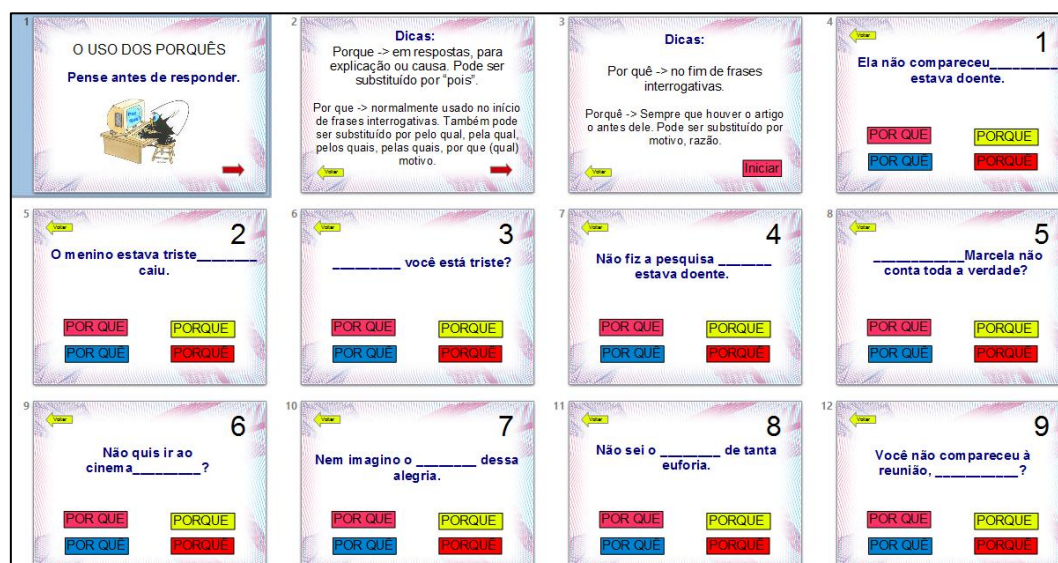 1
O USO DOS PORQUÊS
Pense antes de responder.
2
Dicas:
Porque -> em respostas, para
explicação ou causa. Pode ser
substituído por "pois".
Por que -> normalmente usado no início
de frases interrogativas. Também pode
ser substituído por pelo qual, pela qual,
pelos quais, pelas quais, por que (qual)
motivo.
Voltar
3
Dicas:
Por quê -> no fim de frases
interrogativas.
Porquê -> Sempre que houver o artigo
o antes dele. Pode ser substituído por
motivo, razão.
Voltar
Iniciar
4
Voltar
1
Ela não compareceu________
estava doente.
POR QUE
PORQUE
POR QUÊ
PORQUÊ
5
Voltar
2
O menino estava triste_______
caiu.
POR QUE
PORQUE
POR QUÊ
PORQUÊ
6
Voltar
3
_________ você está triste?
POR QUE
PORQUE
POR QUÊ
PORQUÊ
7
Voltar
4
Não fiz a pesquisa _______
estava doente.
POR QUE
PORQUE
POR QUÊ
PORQUÊ
8
Voltar
5
____________Marcela não
conta toda a verdade?
POR QUE
PORQUE
POR QUÊ
PORQUÊ
9
Voltar
6
Não quis ir ao
cinema_________?
POR QUE
PORQUE
POR QUÊ
PORQUÊ
10
Voltar
7
Nem imagino o ________ dessa
alegria.
POR QUE
PORQUE
POR QUÊ
PORQUÊ
11
Voltar
8
Não sei o ________ de tanta
euforia.
POR QUE
PORQUE
POR QUÊ
PORQUÊ
12
Voltar
9
Você não compareceu à
reunião, ___________?
POR QUE
PORQUE
POR QUÊ
PORQUÊ